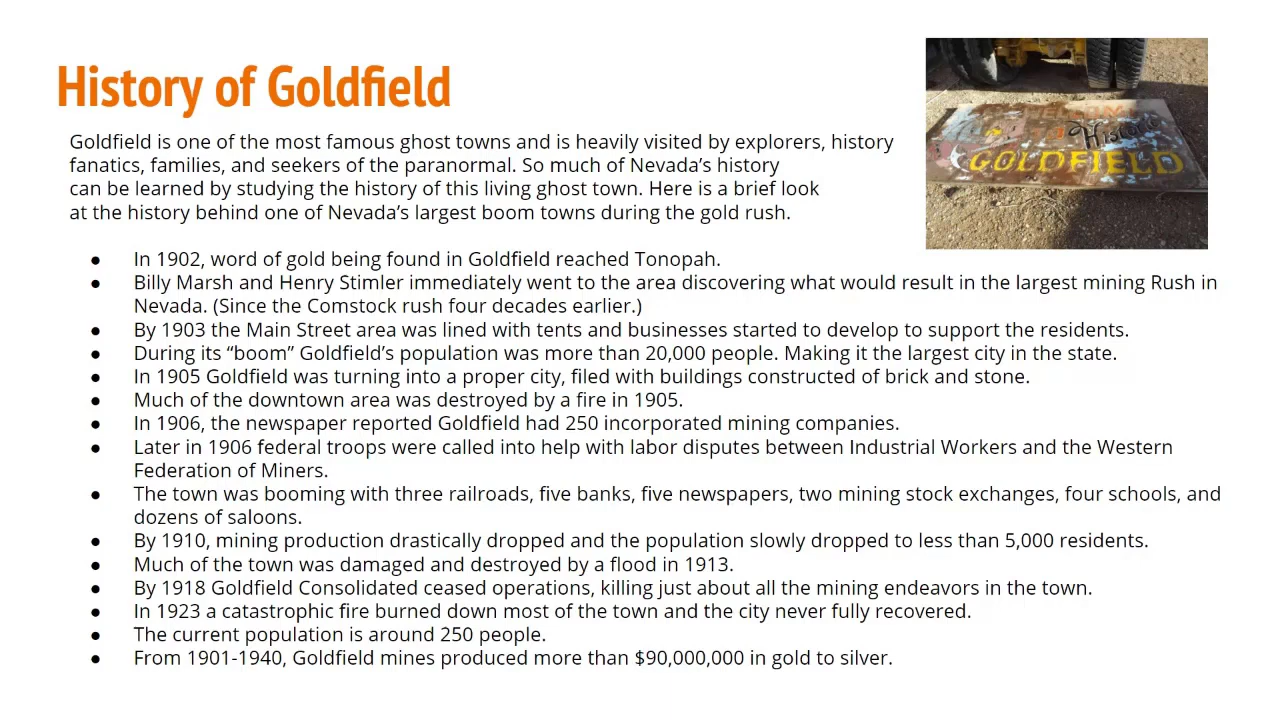 History of Goldfield
Goldfield is one of the most famous ghost towns and is heavily visited by explorers, history
fanatics, families, and seekers of the paranormal. So much of Nevada's history
can be learned by studying the history of this living ghost town. Here is a brief look
at the history behind one of Nevada's largest boom towns during the gold rush.
● In 1902, word of gold being found in Goldfield reached Tonopah.
● Billy Marsh and Henry Stimler immediately went to the area discovering what would result in the largest mining Rush in
Nevada. (Since the Comstock rush four decades earlier.)
● By 1903 the Main Street area was lined with tents and businesses started to develop to support the residents.
● During its “boom” Goldfield's population was more than 20,000 people. Making it the largest city in the state.
● In 1905 Goldfield was turning into a proper city, filed with buildings constructed of brick and stone.
● Much of the downtown area was destroyed by a fire in 1905.
● In 1906, the newspaper reported Goldfield had 250 incorporated mining companies.
● Later in 1906 federal troops were called into help with labor disputes between Industrial Workers and the Western
Federation of Miners.
● The town was booming with three railroads, five banks, five newspapers, two mining stock exchanges, four schools, and
dozens of saloons.
● By 1910, mining production drastically dropped and the population slowly dropped to less than 5,000 residents.
● Much of the town was damaged and destroyed by a flood in 1913.
● By 1918 Goldfield Consolidated ceased operations, killing just about all the mining endeavors in the town.
● In 1923 a catastrophic fire burned down most of the town and the city never fully recovered.
● The current population is around 250 people.
● From 1901-1940, Goldfield mines produced more than $90,000,000 in gold to silver.
Historic
GOLDFIELD